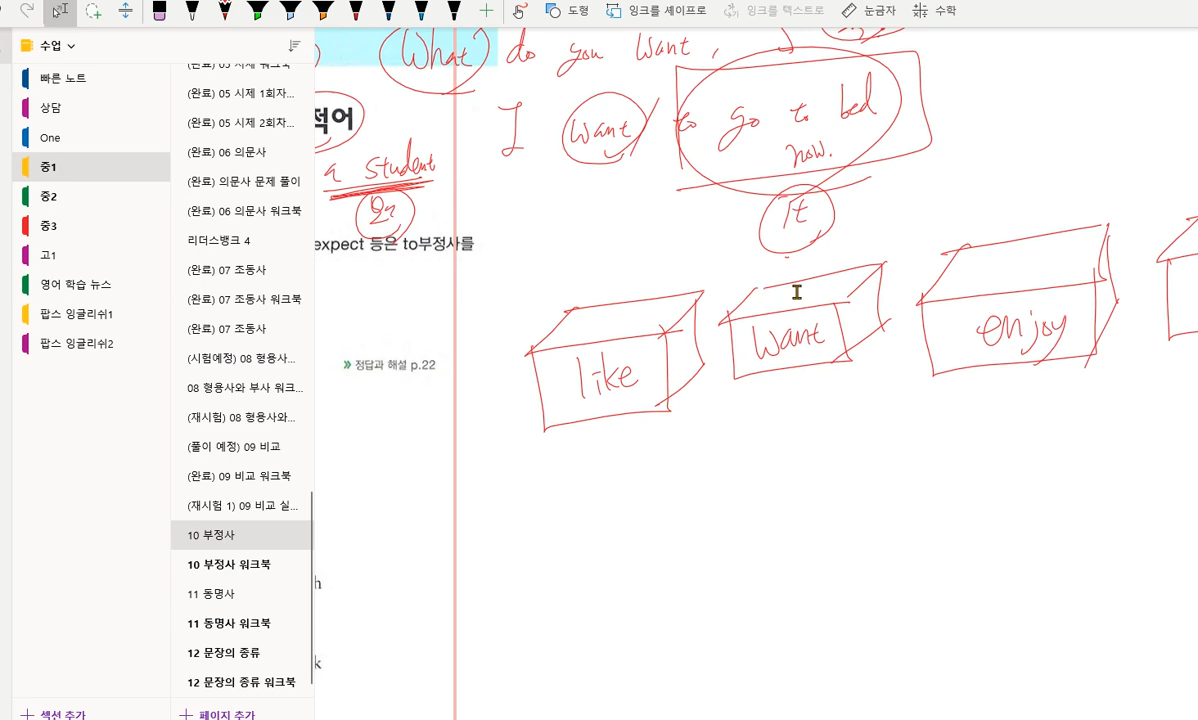 도형
잉크를 셰이프로
잉크를 텍스트로
눈금자
수학
수업
빠른 노트
상담
One
중1
중2
중3
고1
영어 학습 뉴스
팝스 잉글리쉬1
팝스 잉글리쉬2
섹션 추가
(완료) 05 시제 워크북
(완료) 05 시제 1회차...
(완료) 05 시제 2회차...
(완료) 06 의문사
(완료) 의문사 문제 풀이
(완료) 06 의문사 워크북
리더스뱅크 4
(완료) 07 조동사
(완료) 07 조동사 워크북
(완료) 07 조동사
(시험예정) 08 형용사...
08 형용사와 부사 워크...
(재시험) 08 형용사와...
(풀이 예정) 09 비교
(완료) 09 비교 워크북
(재시험 1) 09 비교 실...
10 부정사
10 부정사 워크북
11 동명사
11 동명사 워크북
12 문장의 종류
12 문장의 종류 워크북
페이지 추가
What? do you want,
적어
I want / to go to bed
now.
a student
It
expect 등은 to부정사를
like
want
enjoy
» 정답과 해설 p.22
h
k